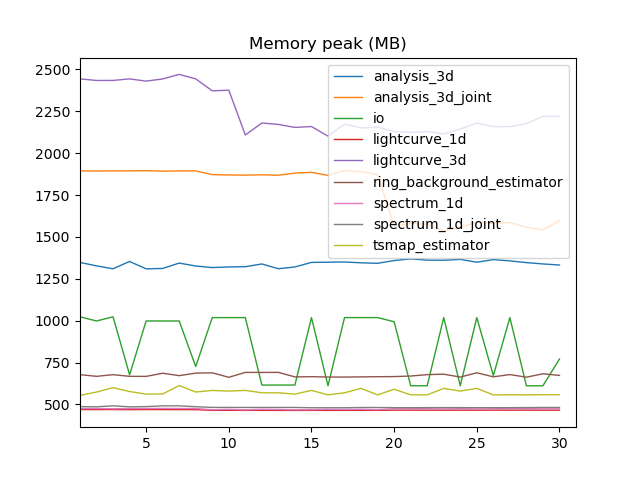 Memory peak (MB)
2500
2250
2000
1750
1500
1250
1000
750
500
analysis_3d
analysis_3d_joint
io
lightcurve_1d
lightcurve_3d
ring_background_estimator
spectrum_1d
spectrum_1d_joint
tsmap_estimator
5 10 15 20 25 30